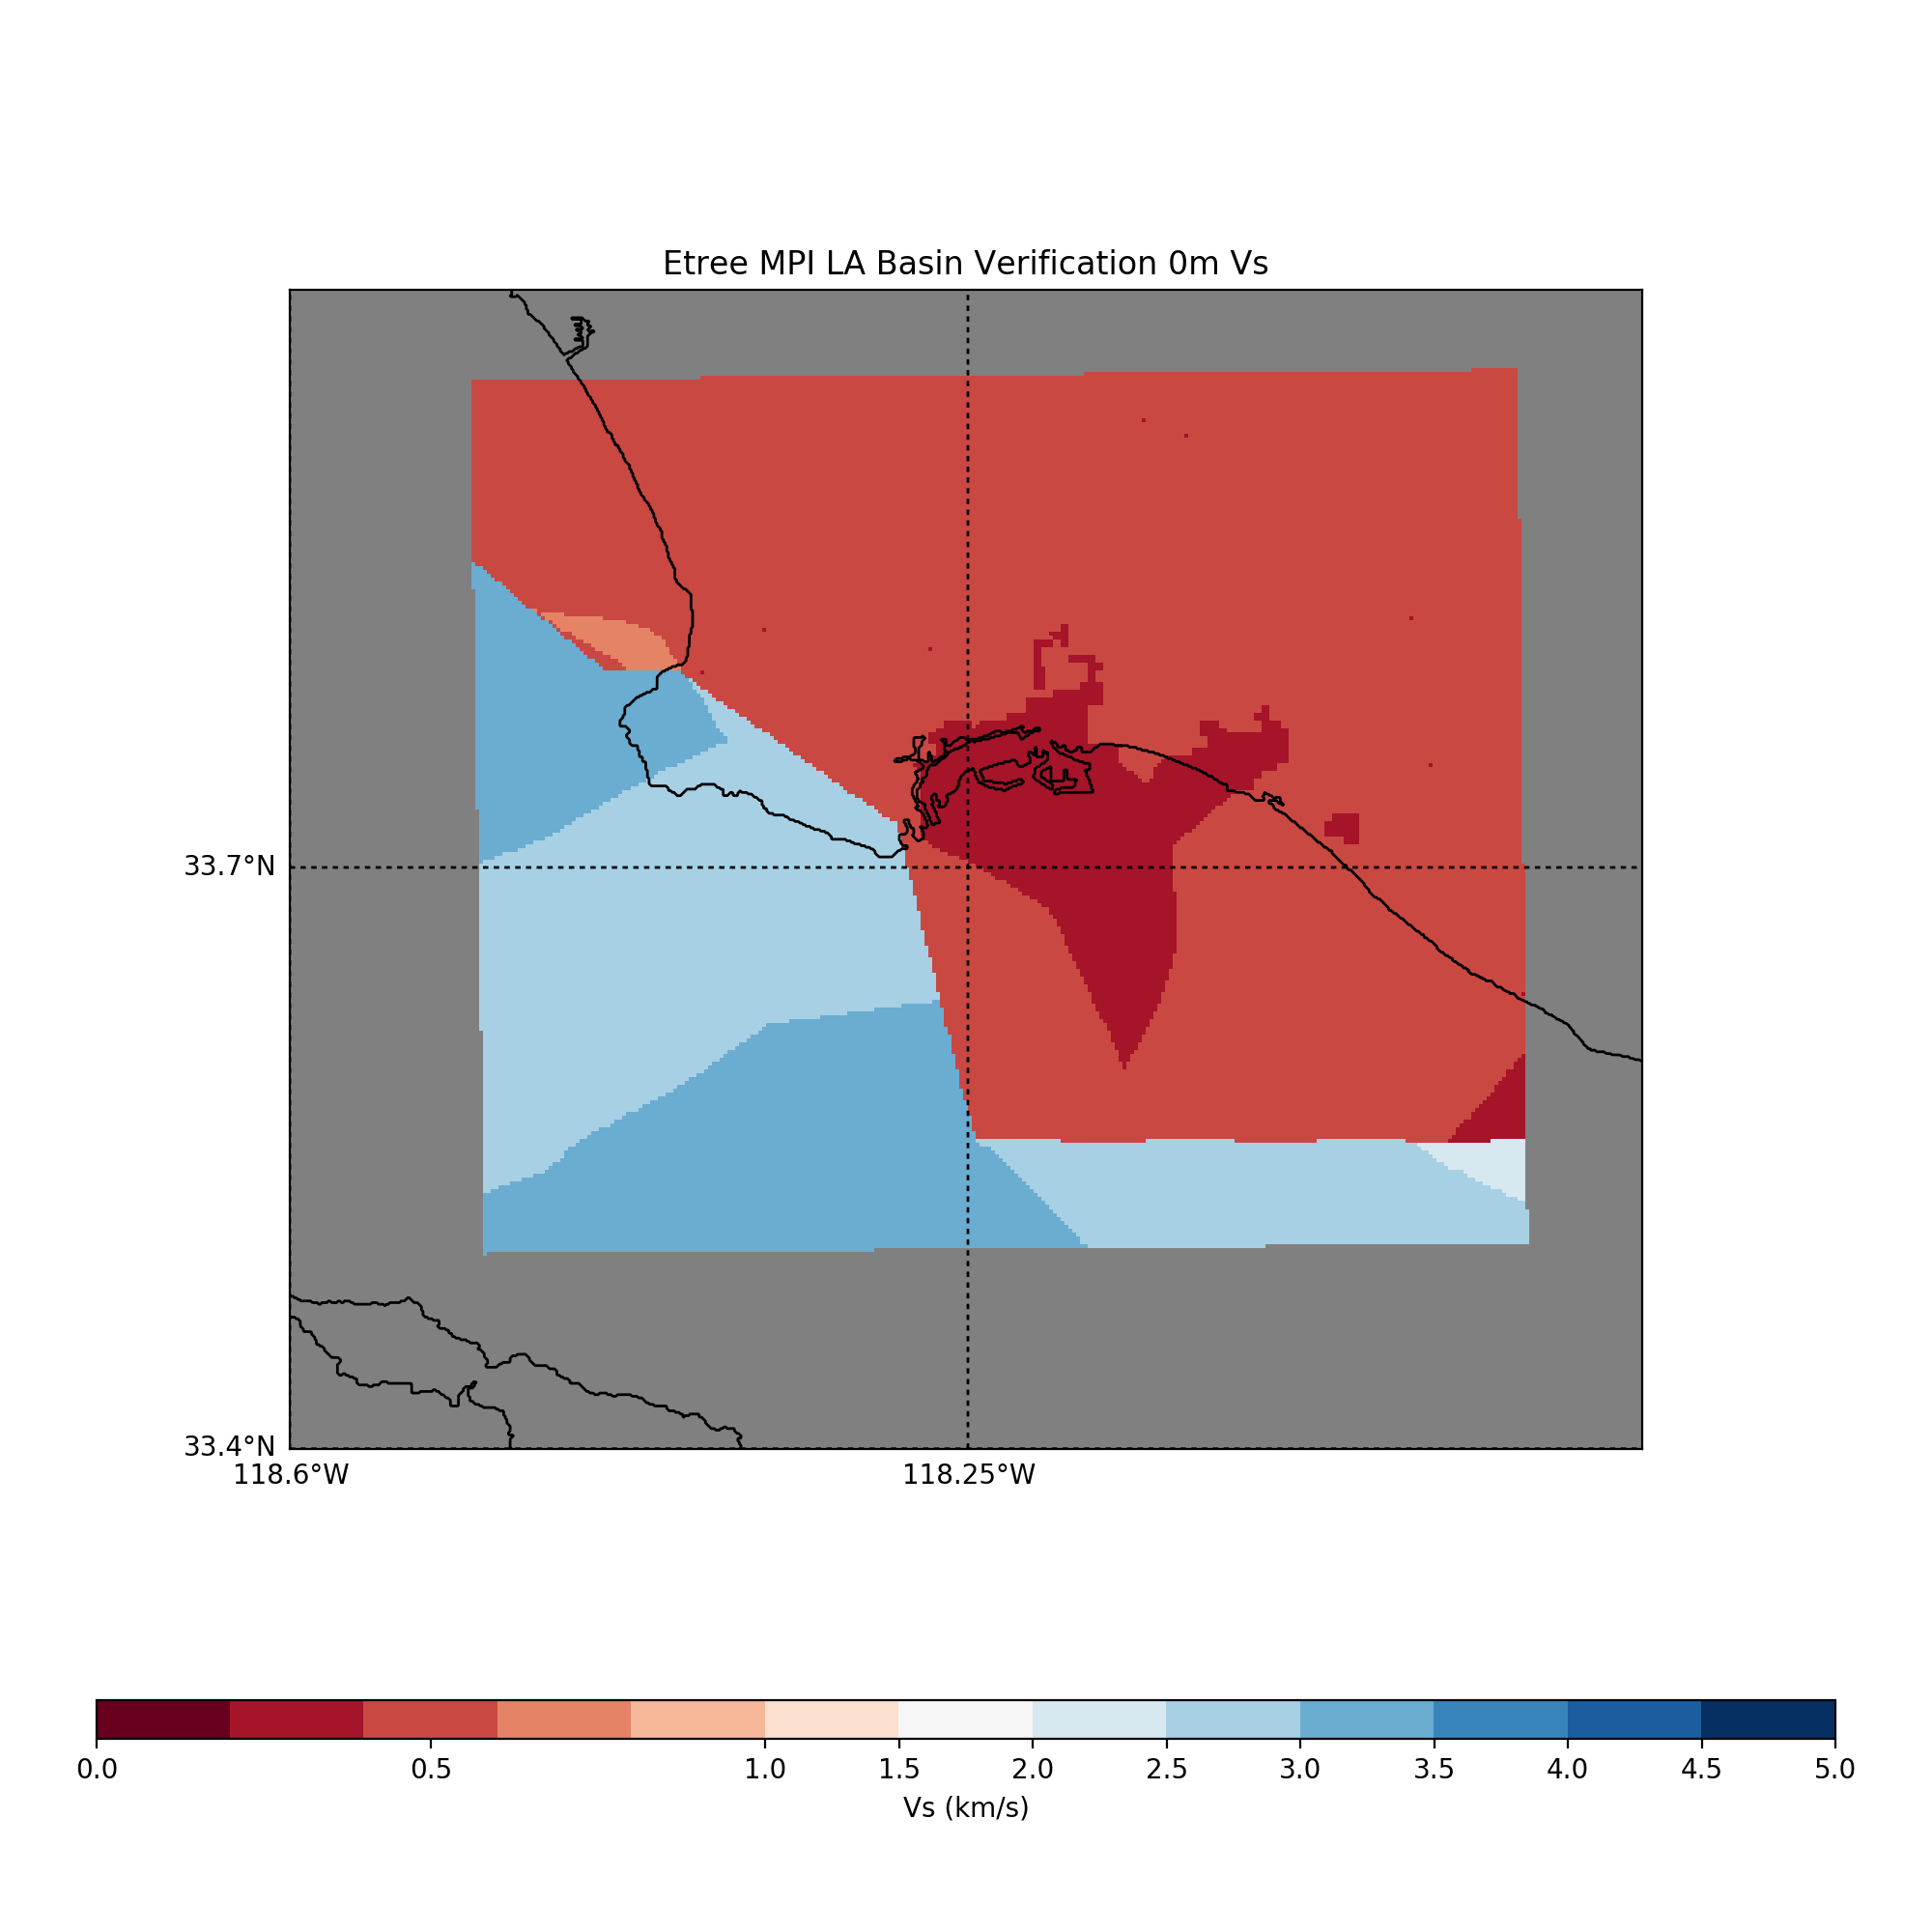 Etree MPI LA Basin Verification 0m Vs
33.7°N
33.4°N
118.6°W 118.25°W
0.0 0.5 1.0 1.5 2.0 2.5 3.0 3.5 4.0 4.5 5.0
Vs (km/s)